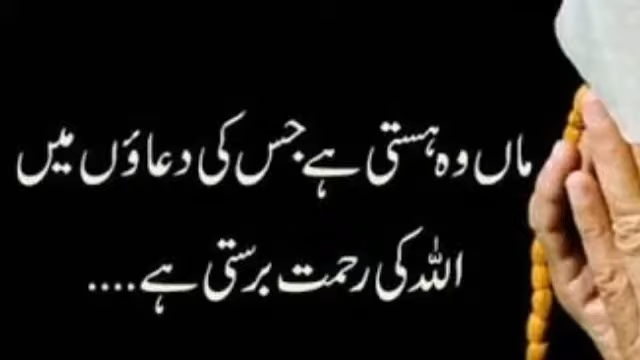 ماں وہ ہستی ہے جس کی دعاؤں میں
اللہ کی رحمت برستی ہے....